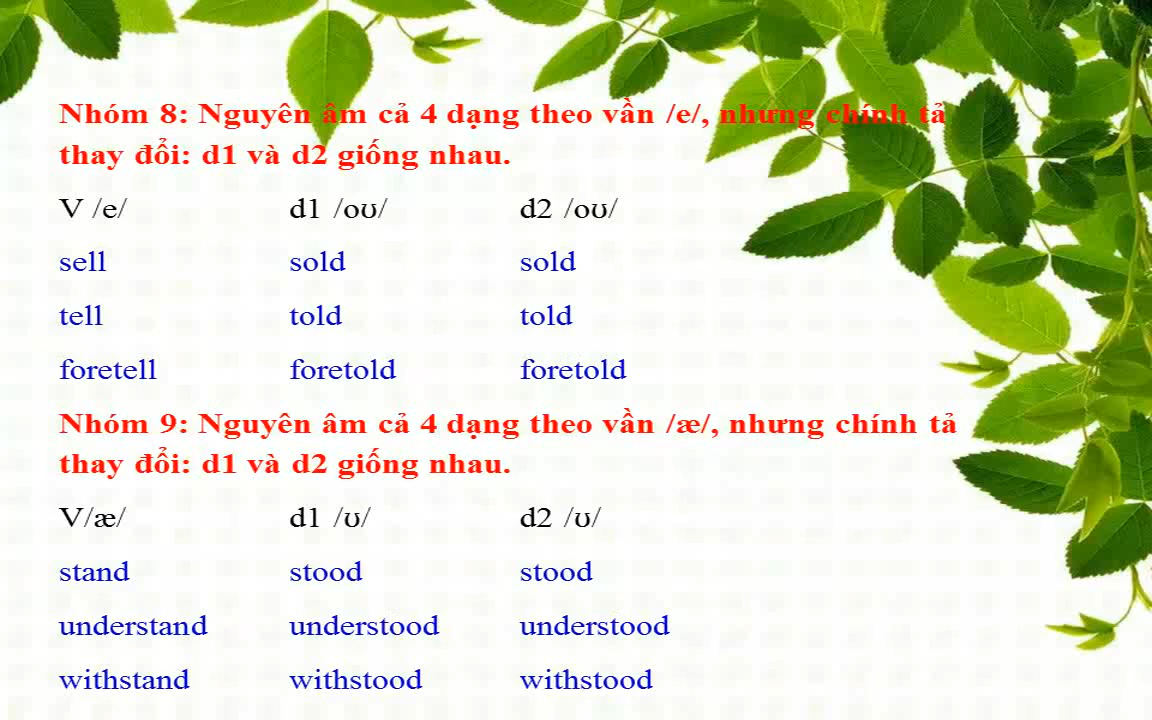 Nhóm 8: Nguyên âm cả 4 dạng theo vần /e/, nhưng chính tả
thay đổi: d1 và d2 giống nhau.
V /e/ d1 /oʊ/ d2 /oʊ/
sell sold sold
tell told told
foretell foretold foretold
Nhóm 9: Nguyên âm cả 4 dạng theo vần /æ/, nhưng chính tả
thay đổi: d1 và d2 giống nhau.
V/æ/ d1 /ʊ/ d2 /ʊ/
stand stood stood
understand understood understood
withstand withstood withstood